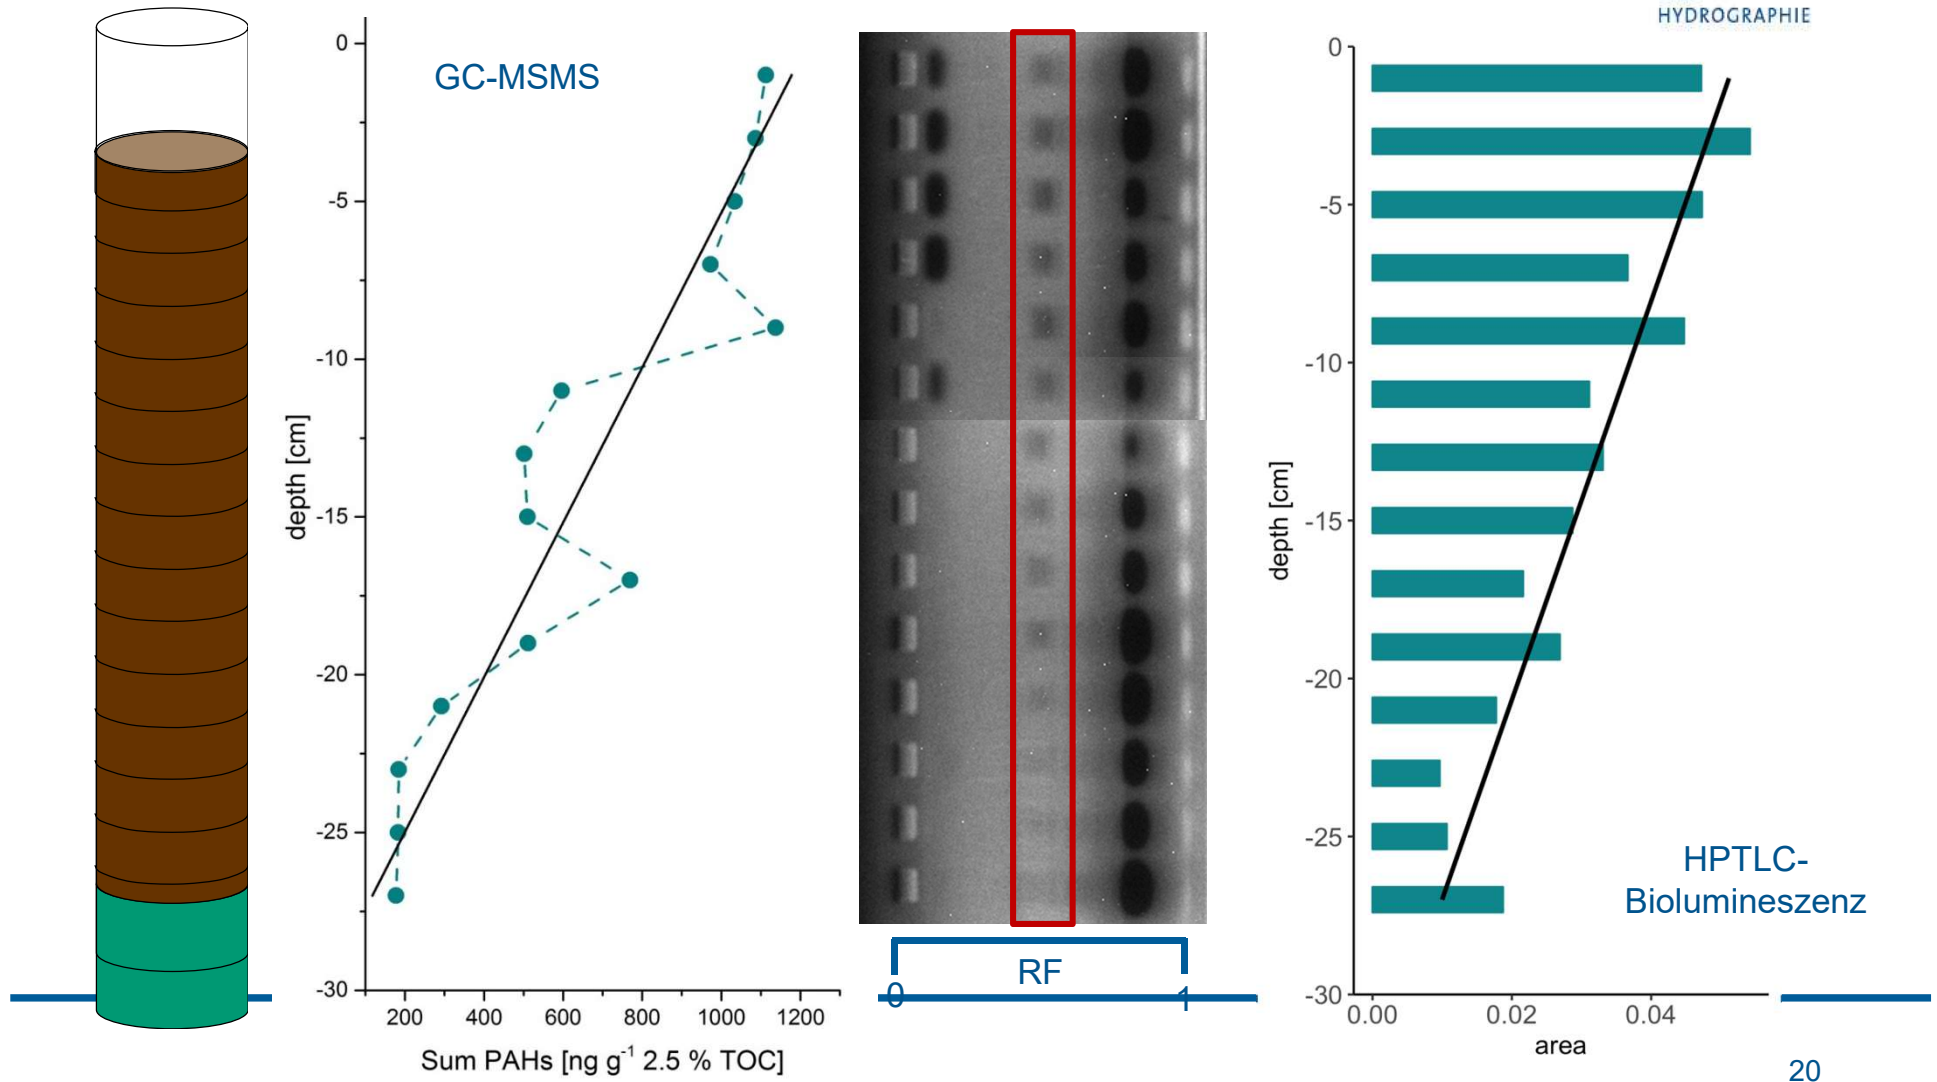 HYDROGRAPHIE
GC-MSMS
0
-5
-10
-15
-20
-25
-30
depth [cm]
200 400 600 800 1000 1200
Sum PAHs [ng g⁻¹ 2.5 % TOC]
RF
0 1
0
-5
-10
-15
-20
-25
-30
depth [cm]
0.00 0.02 0.04
area
HPTLC-
Biolumineszenz
20